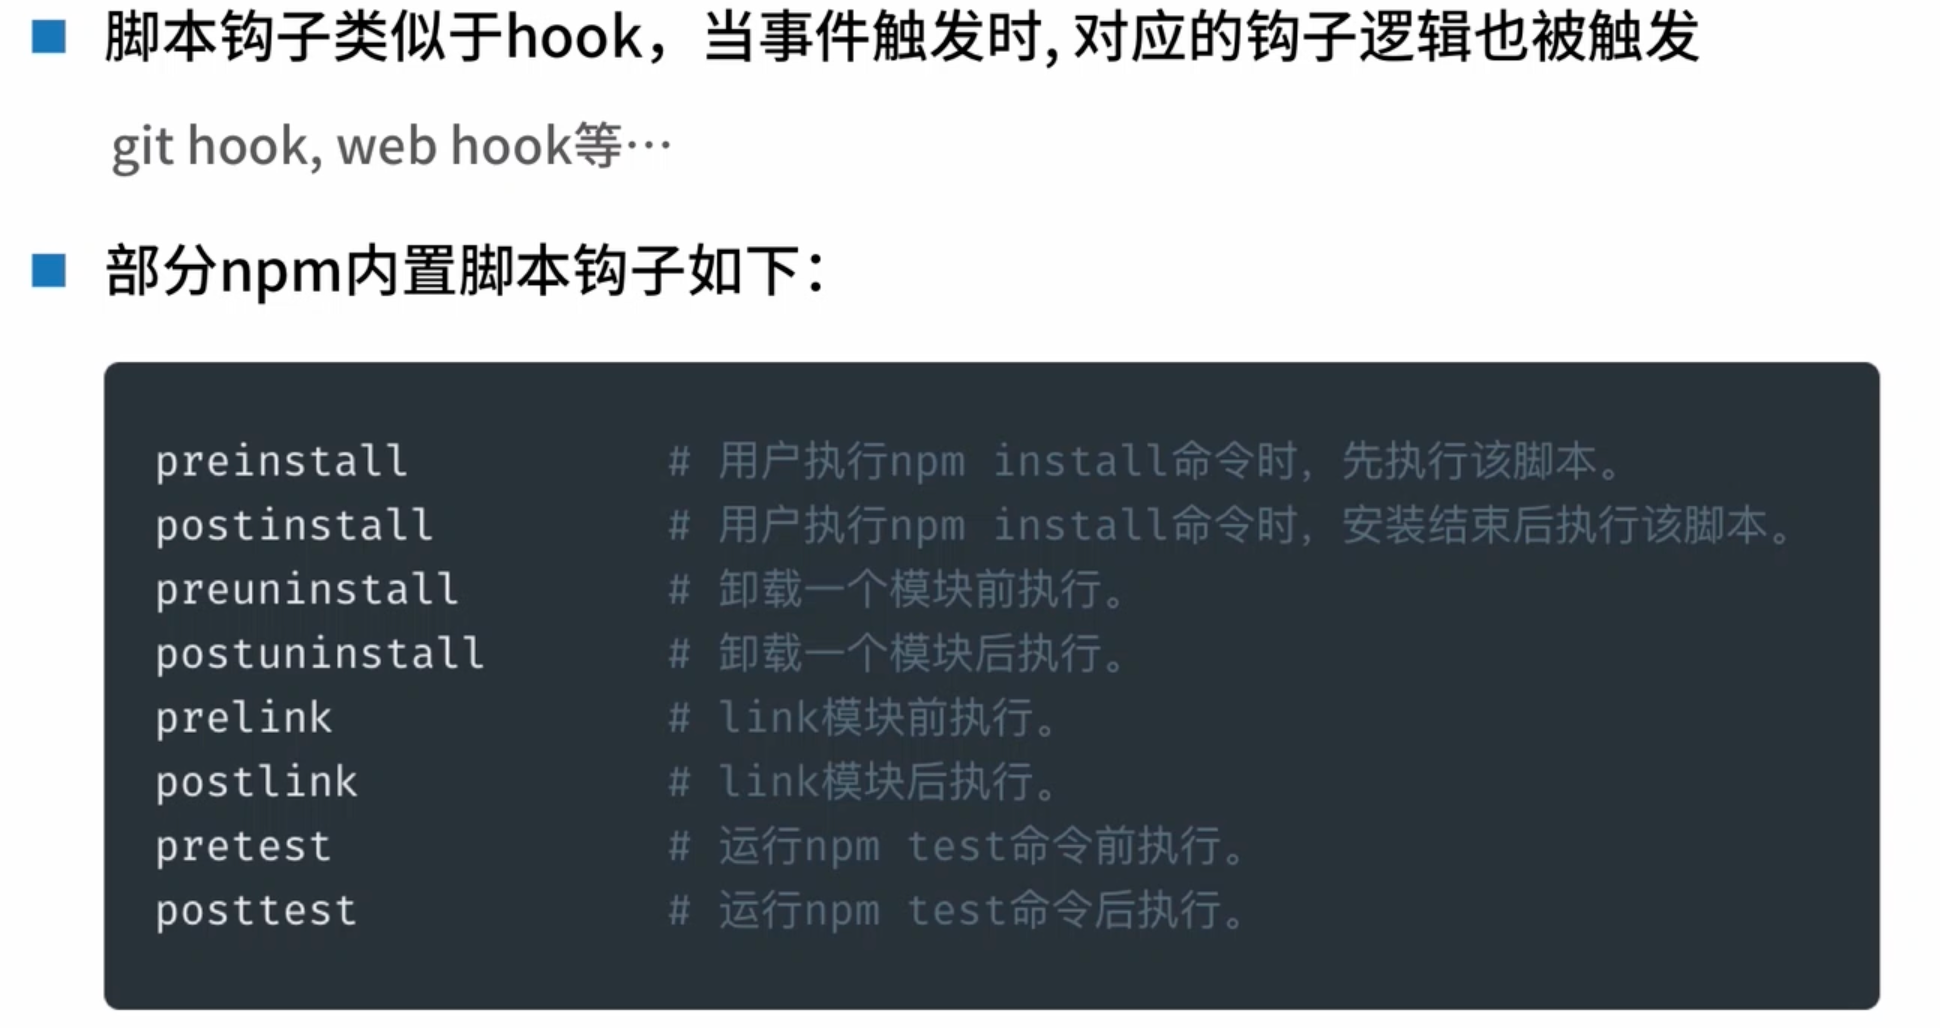 脚本钩子类似于hook，当事件触发时, 对应的钩子逻辑也被触发
git hook, web hook等…
部分npm内置脚本钩子如下：
preinstall # 用户执行npm install命令时，先执行该脚本。
postinstall # 用户执行npm install命令时，安装结束后执行该脚本。
preuninstall # 卸载一个模块前执行。
postuninstall # 卸载一个模块后执行。
prelink # link模块前执行。
postlink # link模块后执行。
pretest # 运行npm test命令前执行。
posttest # 运行npm test命令后执行。